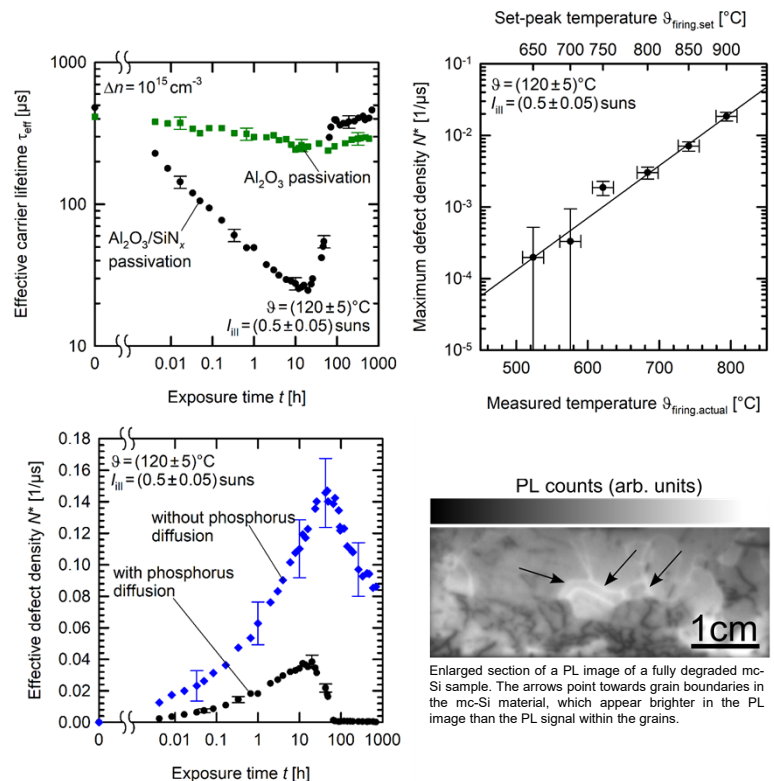 Δn = 10¹⁵ cm⁻³
1000
100
10
Effective carrier lifetime τeff [µs]
Al₂O₃ passivation
Al₂O₃/SiNₓ
passivation
ϑ = (120 ± 5)°C
Iill = (0.5 ± 0.05) suns
0 0.01 0.1 1 10 100 1000
Exposure time t [h]
Set-peak temperature ϑfiring.set [°C]
650 700 750 800 850 900
10⁻¹
10⁻²
10⁻³
10⁻⁴
10⁻⁵
Maximum defect density N* [1/µs]
ϑ = (120 ± 5)°C
Iill = (0.5 ± 0.05) suns
500 600 700 800
Measured temperature ϑfiring.actual [°C]
0.18
0.16
0.14
0.12
0.10
0.08
0.06
0.04
0.02
0.00
Effective defect density N* [1/µs]
ϑ = (120 ± 5)°C
Iill = (0.5 ± 0.05) suns
without phosphorus
diffusion
with phosphorus
diffusion
0 0.01 0.1 1 10 100 1000
Exposure time t [h]
PL counts (arb. units)
1cm
Enlarged section of a PL image of a fully degraded mc-
Si sample. The arrows point towards grain boundaries in
the mc-Si material, which appear brighter in the PL
image than the PL signal within the grains.